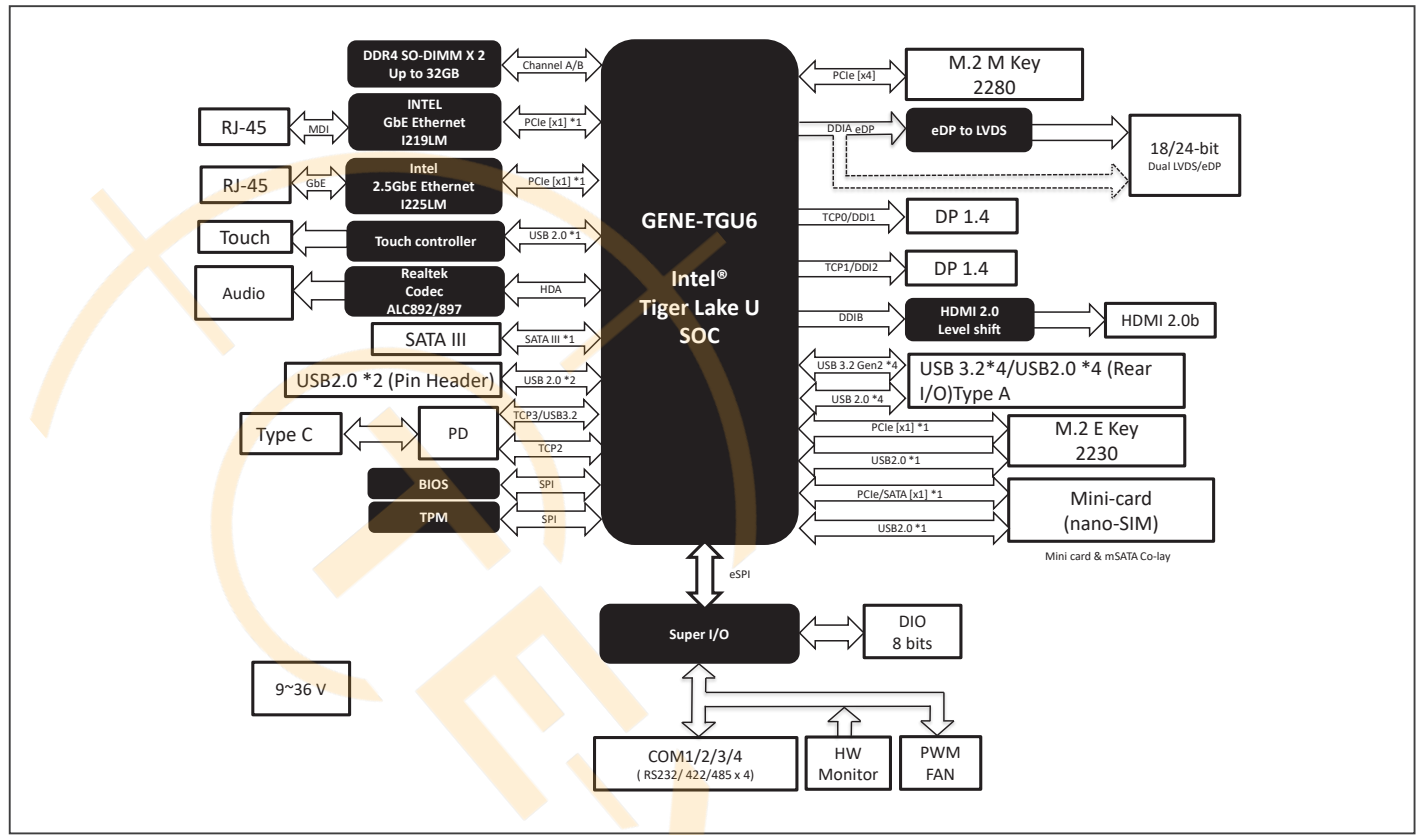 DDR4 SO-DIMM X 2
Up to 32GB
Channel A/B
RJ-45
MDI
INTEL
GbE Ethernet
I219LM
PCIe [x1] *1
RJ-45
GbE
Intel
2.5GbE Ethernet
I225LM
PCIe [x1] *1
Touch
Touch controller
USB 2.0 *1
Audio
Realtek
Codec
ALC892/897
HDA
SATA III
SATA III *1
USB2.0 *2 (Pin Header)
USB 2.0 *2
Type C
PD
TCP3/USB3.2
TCP2
BIOS
SPI
TPM
SPI
GENE-TGU6
Intel®
Tiger Lake U
SOC
PCIe [x4]
M.2 M Key
2280
DDIA eDP
eDP to LVDS
18/24-bit
Dual LVDS/eDP
TCP0/DDI1
DP 1.4
TCP1/DDI2
DP 1.4
DDIB
HDMI 2.0
Level shift
HDMI 2.0b
USB 3.2 Gen2 *4
USB 2.0 *4
USB 3.2*4/USB2.0 *4 (Rear
I/O)Type A
PCIe [x1] *1
USB2.0 *1
M.2 E Key
2230
PCIe/SATA [x1] *1
USB2.0 *1
Mini-card
(nano-SIM)
Mini card & mSATA Co-lay
eSPI
Super I/O
DIO
8 bits
9~36 V
COM1/2/3/4
( RS232/ 422/485 x 4)
HW
Monitor
PWM
FAN